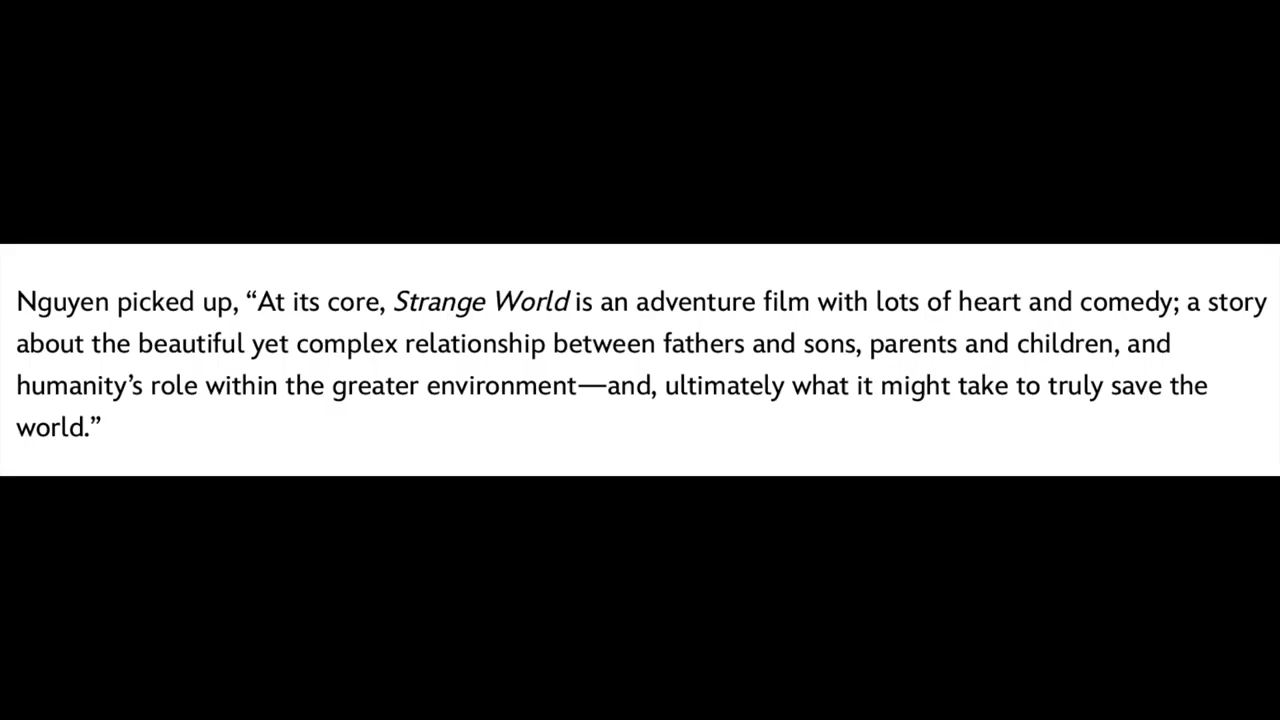 Nguyen picked up, “At its core, Strange World is an adventure film with lots of heart and comedy; a story
about the beautiful yet complex relationship between fathers and sons, parents and children, and
humanity’s role within the greater environment—and, ultimately what it might take to truly save the
world.”